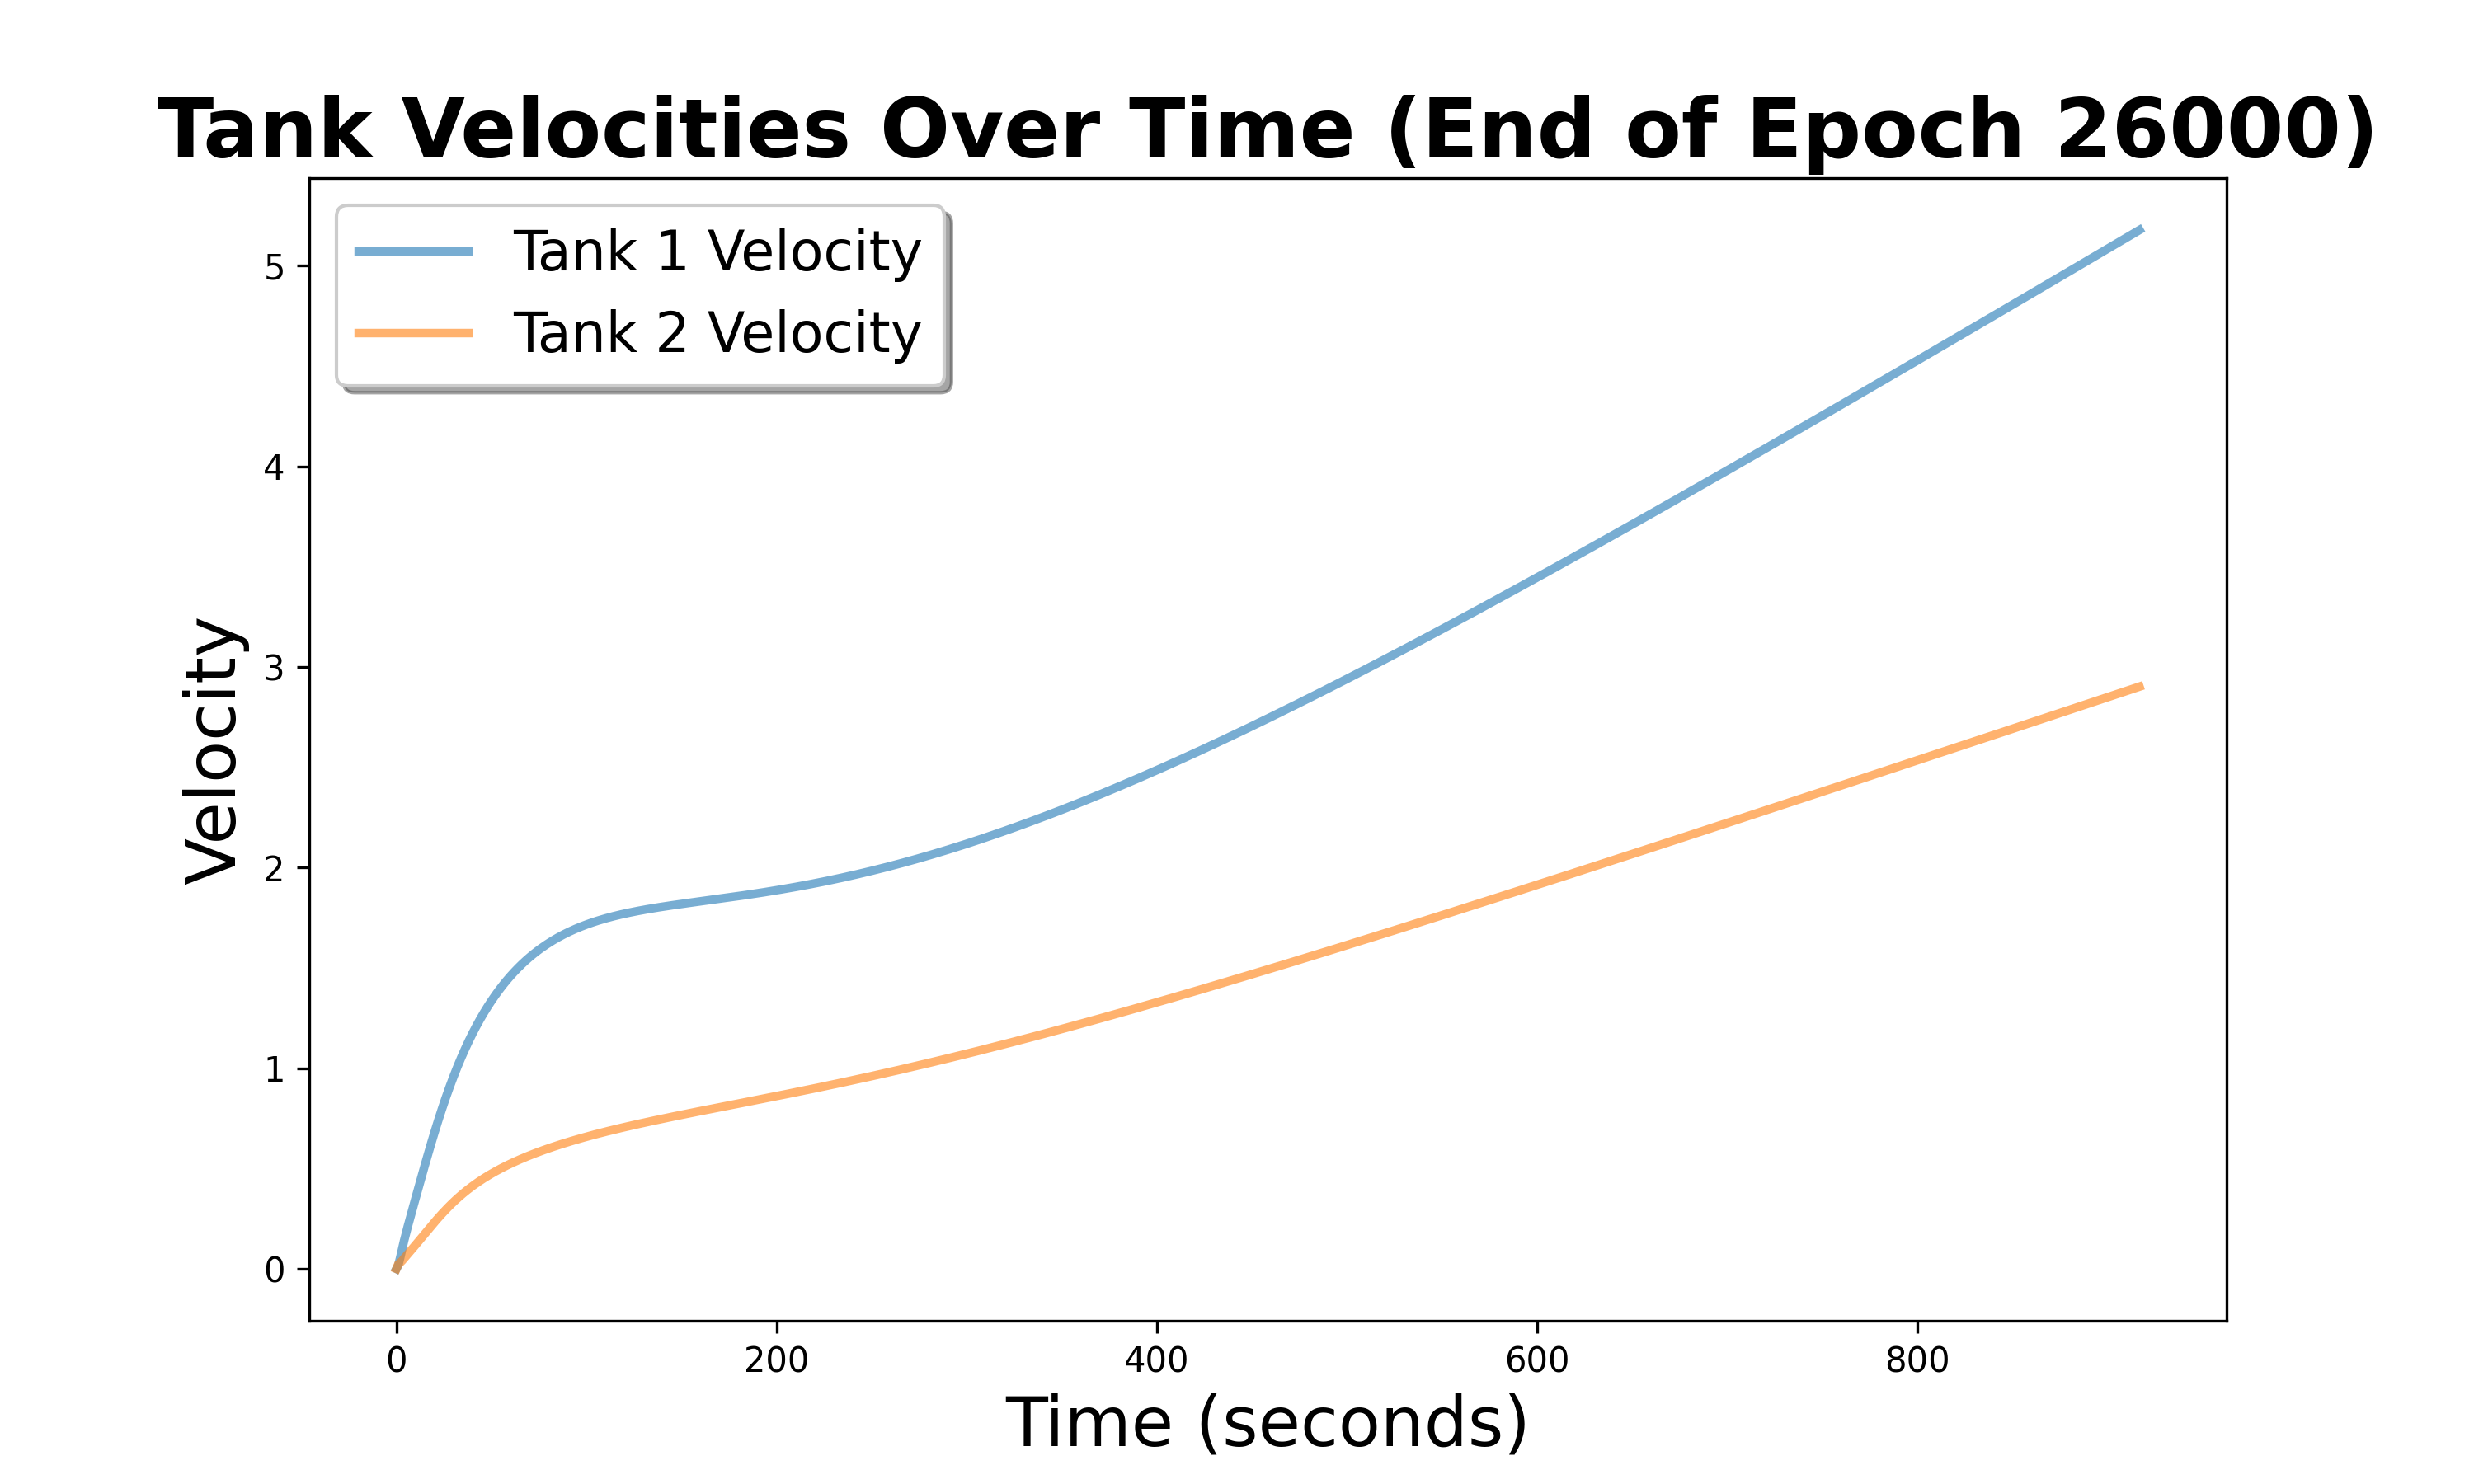 Tank Velocities Over Time (End of Epoch 26000)
Tank 1 Velocity
Tank 2 Velocity
Velocity
5
4
3
2
1
0
0 200 400 600 800
Time (seconds)